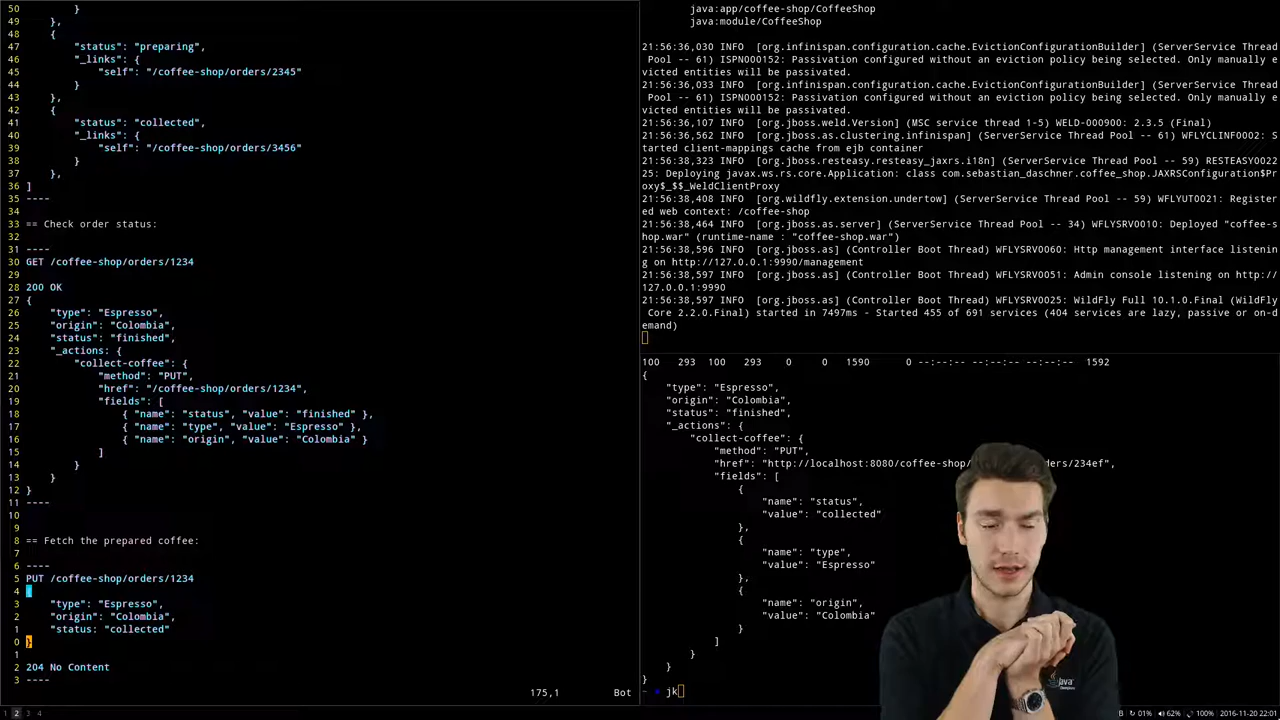 50         }
49     },
48     {
47         "status": "preparing",
46         "_links": {
45             "self": "/coffee-shop/orders/2345"
44         }
43     },
42     {
41         "status": "collected",
40         "_links": {
39             "self": "/coffee-shop/orders/3456"
38         }
37     },
36 ]
35 ----
34
33 == Check order status:
32
31 ----
30 GET /coffee-shop/orders/1234
29
28 200 OK
27 {
26     "type": "Espresso",
25     "origin": "Colombia",
24     "status": "finished",
23     "_actions: {
22         "collect-coffee": {
21             "method": "PUT",
20             "href": "/coffee-shop/orders/1234",
19             "fields": [
18                 { "name": "status", "value": "finished" },
17                 { "name": "type", "value": "Espresso" },
16                 { "name": "origin", "value": "Colombia" }
15             ]
14         }
13     }
12 }
11 ----
10
9
8 == Fetch the prepared coffee:
7
6 ----
5 PUT /coffee-shop/orders/1234
4 {
3     "type": "Espresso",
2     "origin": "Colombia",
1     "status: "collected"
0 }
1
2 204 No Content
3 ----
175,1 Bot
java:app/coffee-shop/CoffeeShop
java:module/CoffeeShop
21:56:36,030 INFO  [org.infinispan.configuration.cache.EvictionConfigurationBuilder] (ServerService Thread
 Pool -- 61) ISPN000152: Passivation configured without an eviction policy being selected. Only manually e
victed entities will be passivated.
21:56:36,033 INFO  [org.infinispan.configuration.cache.EvictionConfigurationBuilder] (ServerService Thread
 Pool -- 61) ISPN000152: Passivation configured without an eviction policy being selected. Only manually e
victed entities will be passivated.
21:56:36,107 INFO  [org.jboss.weld.Version] (MSC service thread 1-5) WELD-000900: 2.3.5 (Final)
21:56:36,562 INFO  [org.jboss.as.clustering.infinispan] (ServerService Thread Pool -- 61) WFLYCLINF0002: S
tarted client-mappings cache from ejb container
21:56:38,323 INFO  [org.jboss.resteasy.resteasy_jaxrs.i18n] (ServerService Thread Pool -- 59) RESTEASY0022
25: Deploying javax.ws.rs.core.Application: class com.sebastian_daschner.coffee_shop.JAXRSConfiguration$Pr
oxy$_$$_WeldClientProxy
21:56:38,408 INFO  [org.wildfly.extension.undertow] (ServerService Thread Pool -- 59) WFLYUT0021: Register
ed web context: /coffee-shop
21:56:38,464 INFO  [org.jboss.as.server] (ServerService Thread Pool -- 34) WFLYSRV0010: Deployed "coffee-s
hop.war" (runtime-name : "coffee-shop.war")
21:56:38,596 INFO  [org.jboss.as] (Controller Boot Thread) WFLYSRV0060: Http management interface listenin
g on http://127.0.0.1:9990/management
21:56:38,597 INFO  [org.jboss.as] (Controller Boot Thread) WFLYSRV0051: Admin console listening on http://
127.0.0.1:9990
21:56:38,597 INFO  [org.jboss.as] (Controller Boot Thread) WFLYSRV0025: WildFly Full 10.1.0.Final (WildFly
 Core 2.2.0.Final) started in 7497ms - Started 455 of 691 services (404 services are lazy, passive or on-d
emand)
100   293  100   293    0     0   1590      0 --:--:-- --:--:-- --:--:--  1592
{
    "type": "Espresso",
    "origin": "Colombia",
    "status": "finished",
    "_actions": {
        "collect-coffee": {
            "method": "PUT",
            "href": "http://localhost:8080/coffee-shop/ ders/234ef",
            "fields": [
                {
                    "name": "status",
                    "value": "collected"
                },
                {
                    "name": "type",
                    "value": "Espresso"
                },
                {
                    "name": "origin",
                    "value": "Colombia"
                }
            ]
        }
    }
}
~ jk
Java
1 2 3 4
B 01% 62% 100% 2016-11-20 22:01